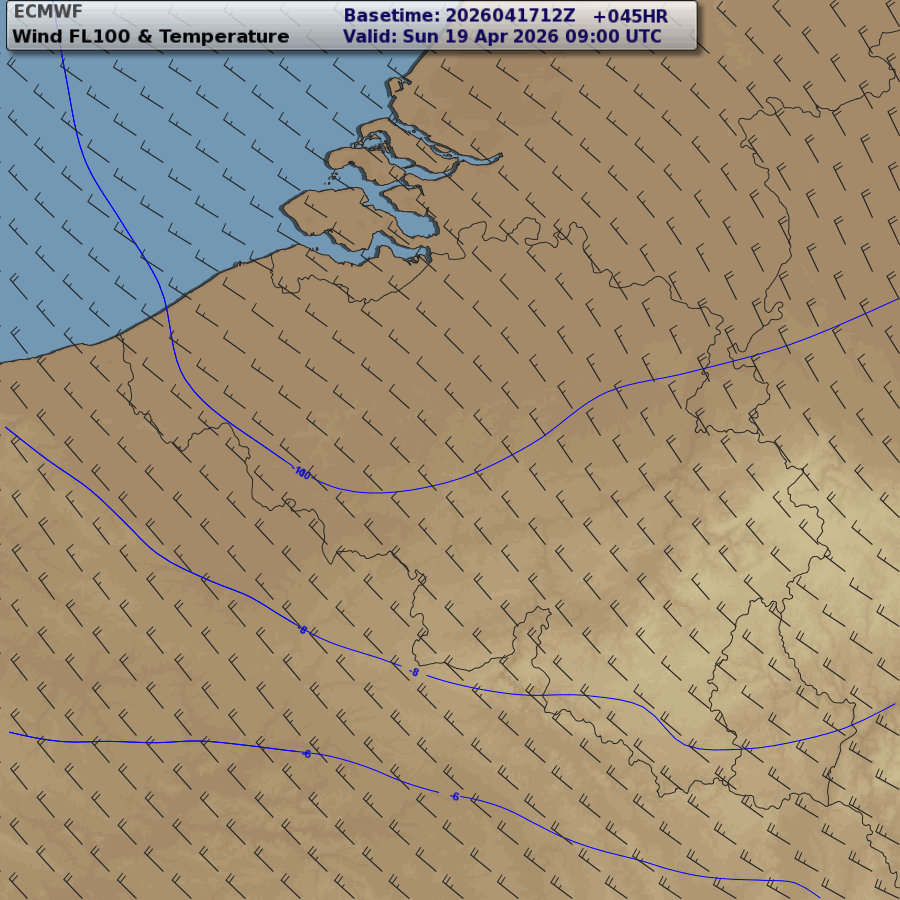 ECMWF
Wind FL100 & Temperature
Basetime: 2026041712Z +045HR
Valid: Sun 19 Apr 2026 09:00 UTC
-8
-8
-6
-6